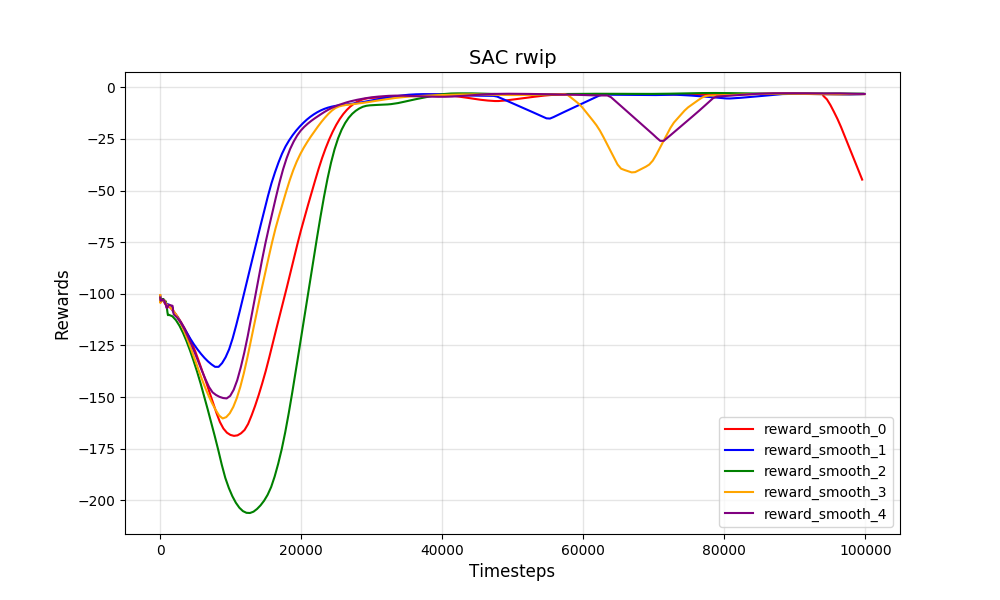 SAC rwip
Rewards
0
−25
−50
−75
−100
−125
−150
−175
−200
0 20000 40000 60000 80000 100000
Timesteps
reward_smooth_0
reward_smooth_1
reward_smooth_2
reward_smooth_3
reward_smooth_4